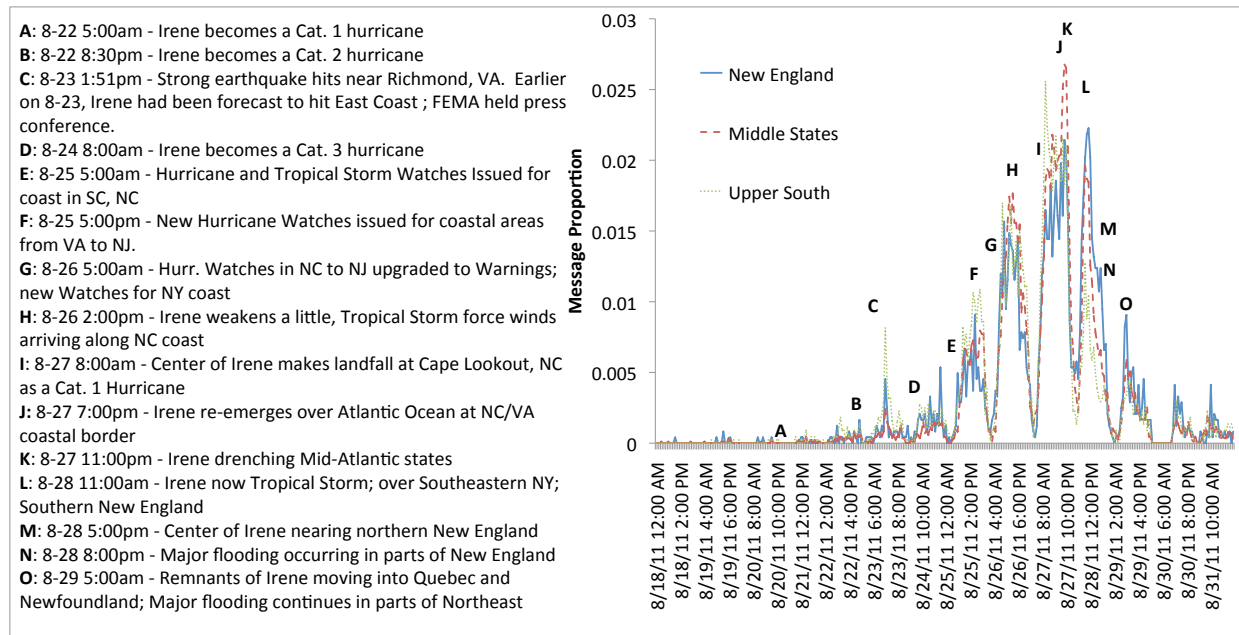 A: 8-22 5:00am - Irene becomes a Cat. 1 hurricane
B: 8-22 8:30pm - Irene becomes a Cat. 2 hurricane
C: 8-23 1:51pm - Strong earthquake hits near Richmond, VA.  Earlier
on 8-23, Irene had been forecast to hit East Coast ; FEMA held press
conference.
D: 8-24 8:00am - Irene becomes a Cat. 3 hurricane
E: 8-25 5:00am - Hurricane and Tropical Storm Watches Issued for
coast in SC, NC
F: 8-25 5:00pm - New Hurricane Watches issued for coastal areas
from VA to NJ.
G: 8-26 5:00am - Hurr. Watches in NC to NJ upgraded to Warnings;
new Watches for NY coast
H: 8-26 2:00pm - Irene weakens a little, Tropical Storm force winds
arriving along NC coast
I: 8-27 8:00am - Center of Irene makes landfall at Cape Lookout, NC
as a Cat. 1 Hurricane
J: 8-27 7:00pm - Irene re-emerges over Atlantic Ocean at NC/VA
coastal border
K: 8-27 11:00pm - Irene drenching Mid-Atlantic states
L: 8-28 11:00am - Irene now Tropical Storm; over Southeastern NY;
Southern New England
M: 8-28 5:00pm - Center of Irene nearing northern New England
N: 8-28 8:00pm - Major flooding occurring in parts of New England
O: 8-29 5:00am - Remnants of Irene moving into Quebec and
Newfoundland; Major flooding continues in parts of Northeast
Message Proportion
0.03
0.025
0.02
0.015
0.01
0.005
0
New England
Middle States
Upper South
A
B
C
D
E
F
G
H
I
J
K
L
M
N
O
8/18/11 12:00 AM
8/18/11 2:00 PM
8/19/11 4:00 AM
8/19/11 6:00 PM
8/20/11 8:00 AM
8/20/11 10:00 PM
8/21/11 12:00 PM
8/22/11 2:00 AM
8/22/11 4:00 PM
8/23/11 6:00 AM
8/23/11 8:00 PM
8/24/11 10:00 AM
8/25/11 12:00 AM
8/25/11 2:00 PM
8/26/11 4:00 AM
8/26/11 6:00 PM
8/27/11 8:00 AM
8/27/11 10:00 PM
8/28/11 12:00 PM
8/29/11 2:00 AM
8/29/11 4:00 PM
8/30/11 6:00 AM
8/30/11 8:00 PM
8/31/11 10:00 AM